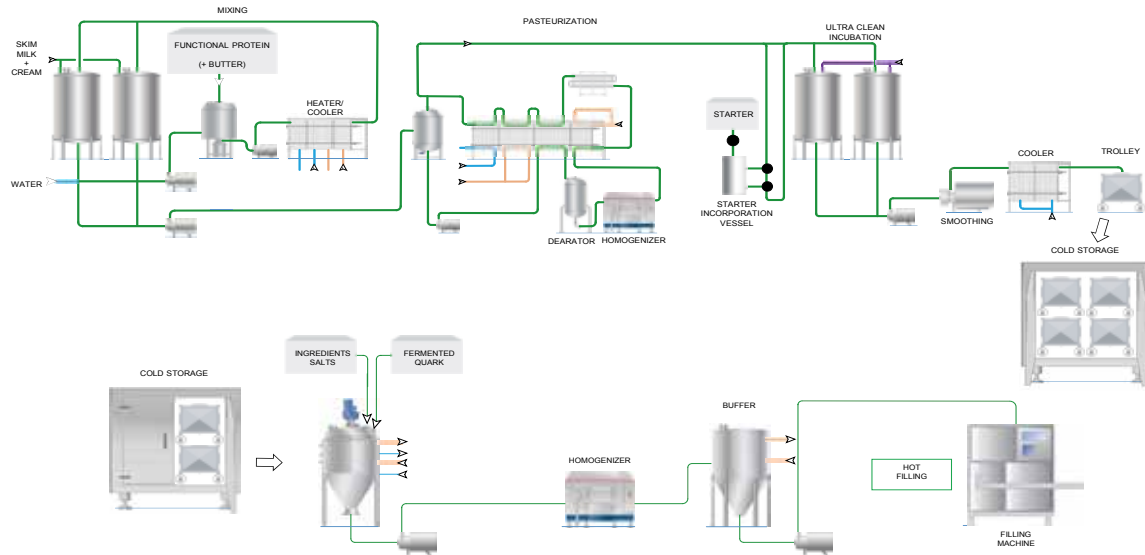 MIXING
PASTEURIZATION
ULTRA CLEAN
INCUBATION
SKIM
MILK
+
CREAM
FUNCTIONAL PROTEIN
(+ BUTTER)
HEATER/
COOLER
STARTER
COOLER
TROLLEY
WATER
STARTER
INCORPORATION
VESSEL
SMOOTHING
DEARATOR
HOMOGENIZER
COLD STORAGE
INGREDIENTS
SALTS
FERMENTED
QUARK
COLD STORAGE
BUFFER
HOMOGENIZER
HOT
FILLING
FILLING
MACHINE